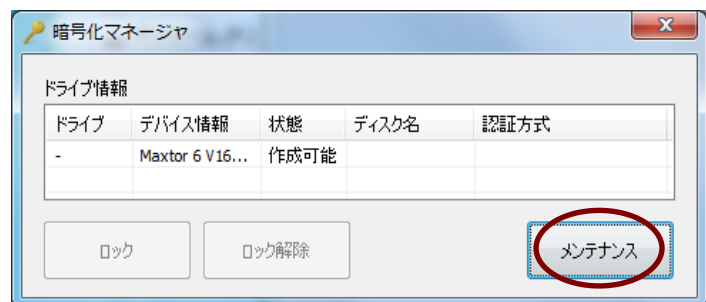 暗号化マネージャ
ドライブ情報
ドライブ デバイス情報 状態 ディスク名 認証方式
- Maxtor 6 V16... 作成可能
ロック ロック解除 メンテナンス